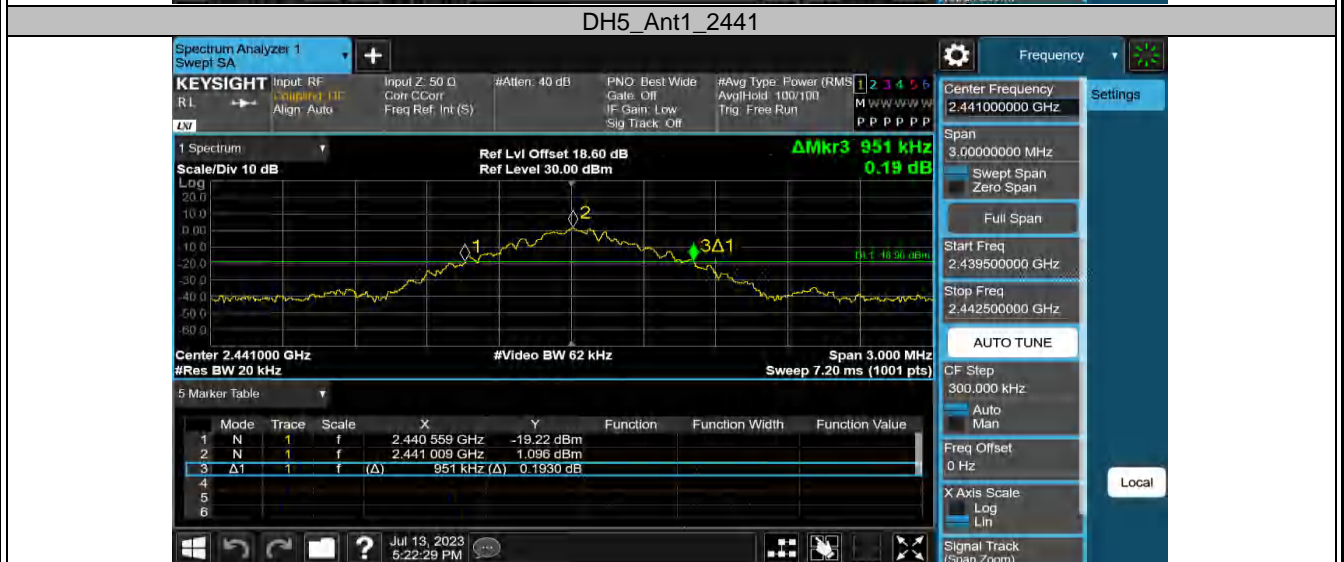 DH5_Ant1_2441
Spectrum Analyzer 1
Swept SA
Frequency
KEYSIGHT
RL
LXI
Input: RF
Align: Auto
Input Z: 50 Ω
Corr CCorr
Freq Ref: Int (S)
#Atten: 40 dB
PNO: Best Wide
Gate: Off
IF Gain: Low
Sig Track: Off
#Avg Type: Power (RMS
Avg|Hold: 100/100
Trig: Free Run
1 2 3 4 5 6
M W W W W W
P P P P P P
Center Frequency
2.441000000 GHz
Settings
1 Spectrum
Scale/Div 10 dB
Ref Lvl Offset 18.60 dB
Ref Level 30.00 dBm
ΔMkr3 951 kHz
0.19 dB
Span
3.00000000 MHz
Swept Span
Zero Span
Full Span
Log
20.0
10.0
0.00
-10.0
-20.0
-30.0
-40.0
-50.0
-60.0
1
2
3Δ1
Start Freq
2.439500000 GHz
Stop Freq
2.442500000 GHz
AUTO TUNE
Center 2.441000 GHz
#Video BW 62 kHz
Span 3.000 MHz
#Res BW 20 kHz
Sweep 7.20 ms (1001 pts)
CF Step
300.000 kHz
Auto
Man
5 Marker Table
Mode Trace Scale X Y Function Function Width Function Value
1 N 1 f 2.440 559 GHz -19.22 dBm
2 N 1 f 2.441 009 GHz 1.096 dBm
3 Δ1 1 f (Δ) 951 kHz (Δ) 0.1930 dB
4
5
6
Freq Offset
0 Hz
X Axis Scale
Log
Lin
Local
Signal Track
(Span Zoom)
?
Jul 13, 2023
5:22:29 PM